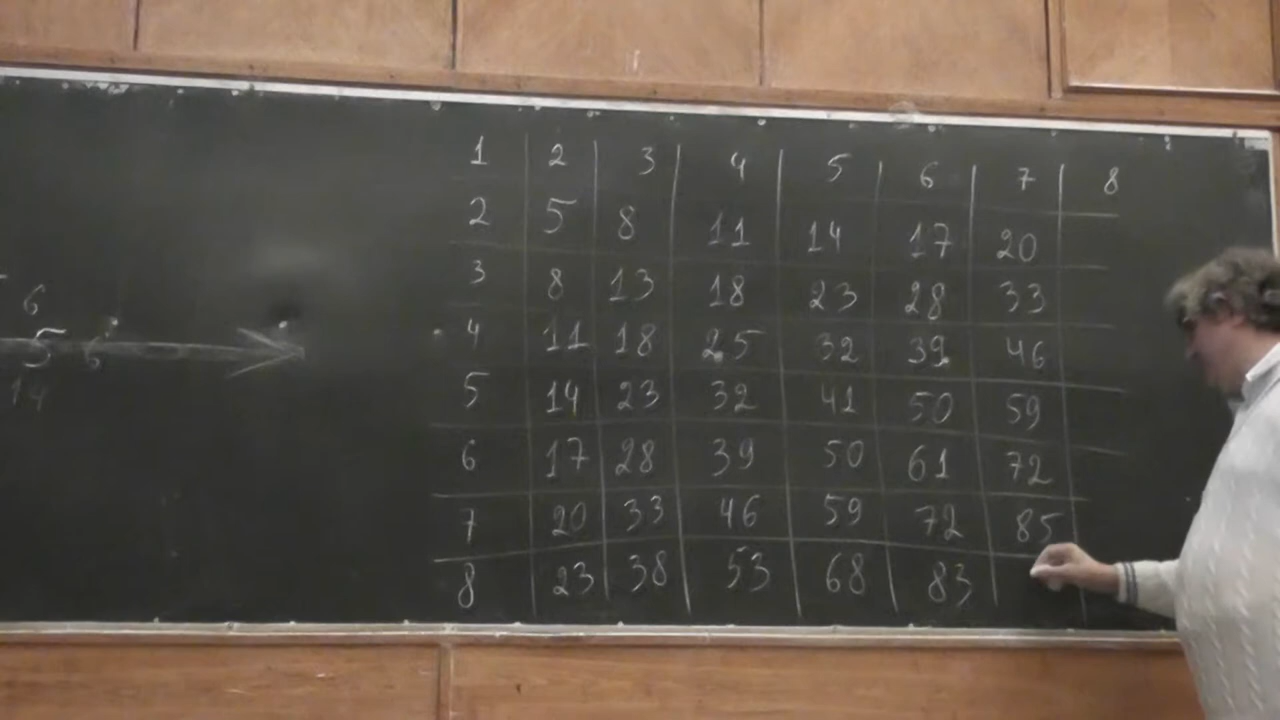 1 2 3 4 5 6 7 8
2 5 8 11 14 17 20
3 8 13 18 23 28 33
4 11 18 25 32 39 46
5 14 23 32 41 50 59
6 17 28 39 50 61 72
7 20 33 46 59 72 85
8 23 38 53 68 83
6
5 6
14